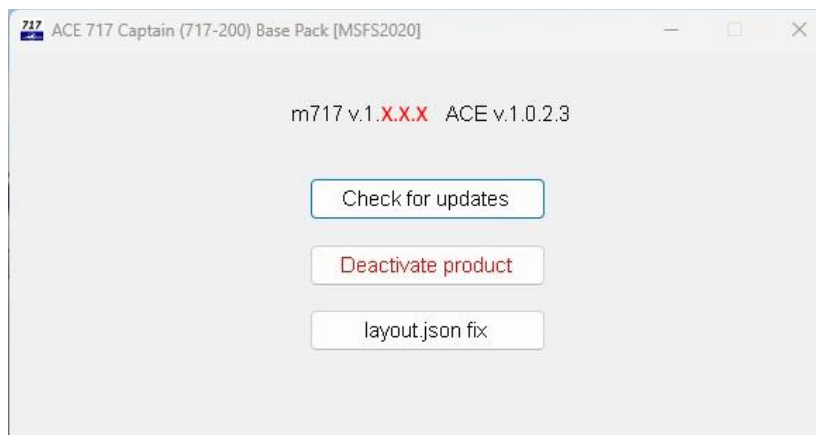 717
ACE 717 Captain (717-200) Base Pack [MSFS2020]
m717 v.1.X.X.X ACE v.1.0.2.3
Check for updates
Deactivate product
layout.json fix